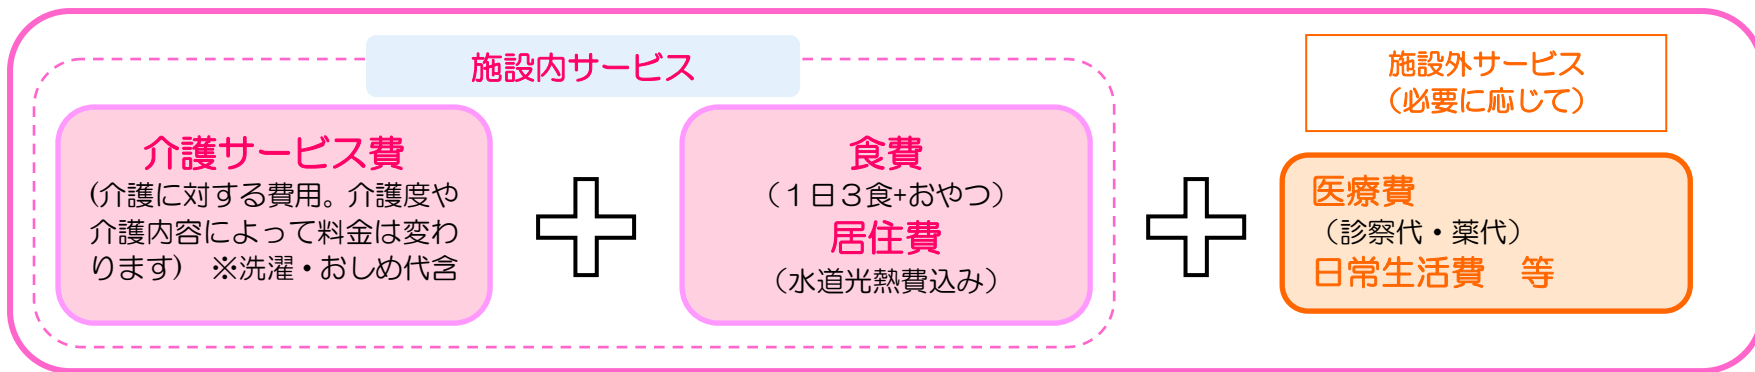 施設内サービス
介護サービス費
(介護に対する費用。介護度や
介護内容によって料金は変わ
ります)　※洗濯・おしめ代含
食費
（１日３食+おやつ）
居住費
（水道光熱費込み）
施設外サービス
（必要に応じて）
医療費
（診察代・薬代）
日常生活費　等